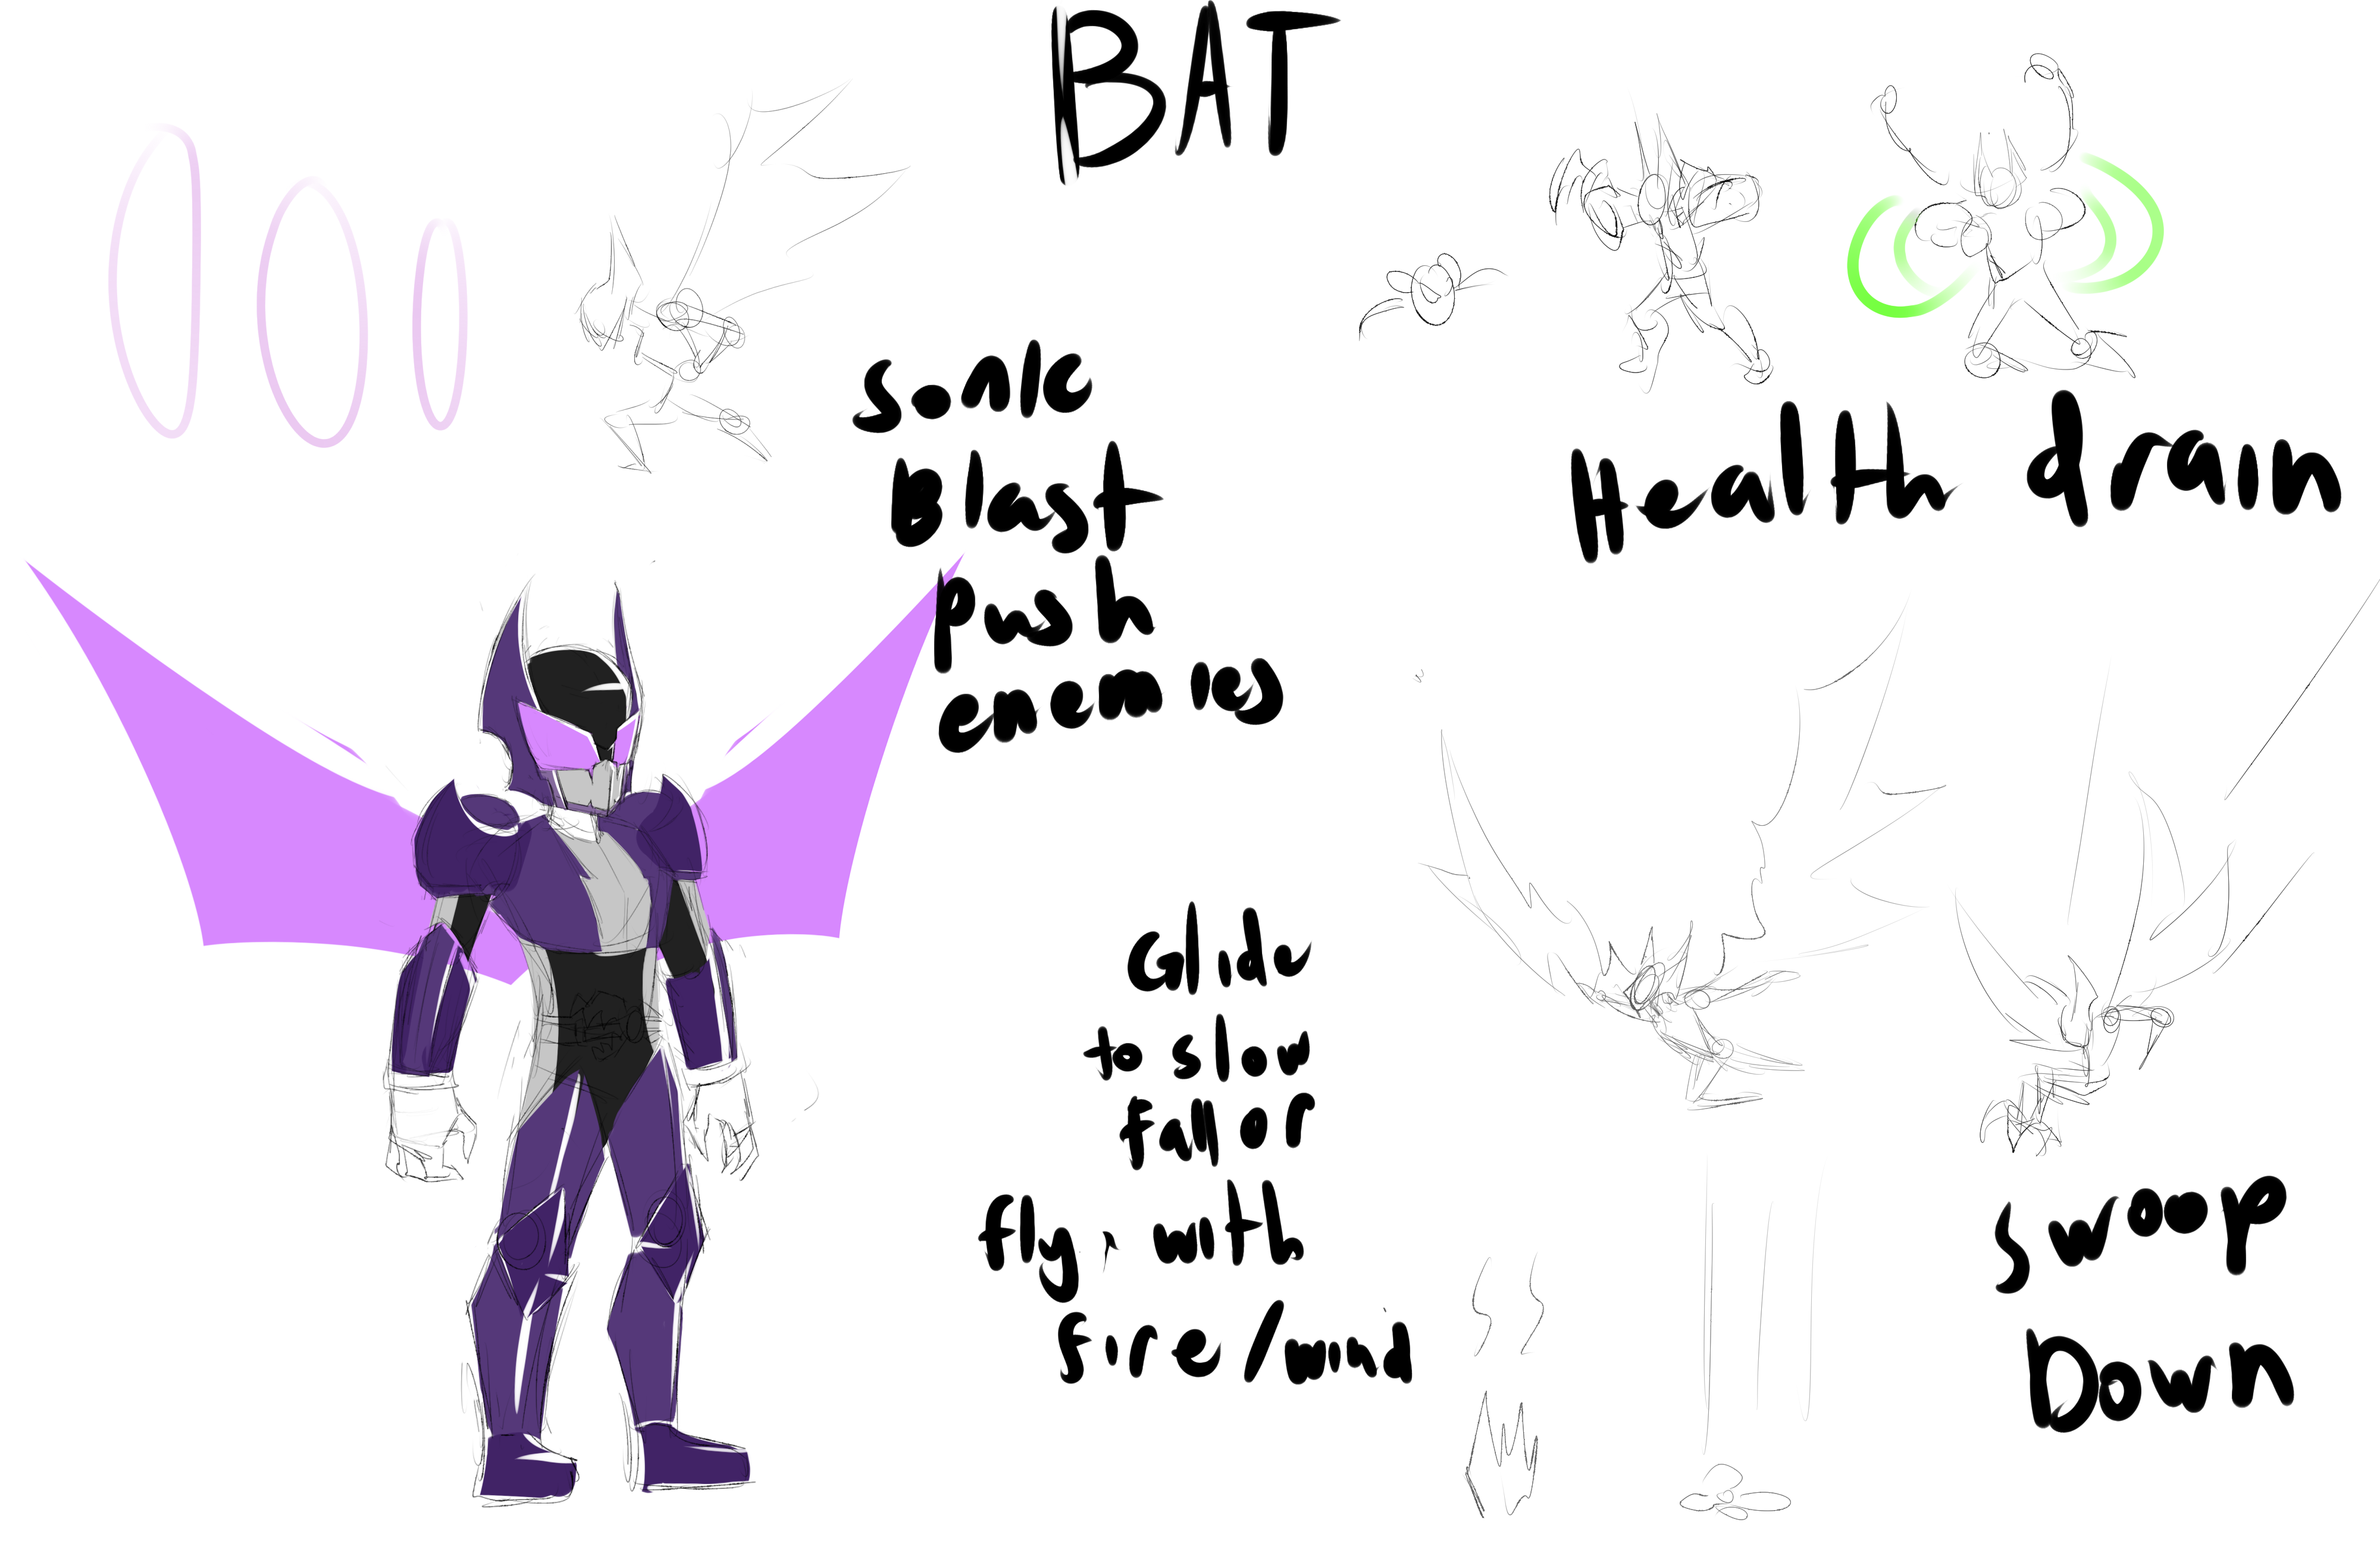 BAT
Sonic
Blast
Push
enemies
Health drain
Glide
to slow
fall or
fly, with
fire/wind
Swoop
Down